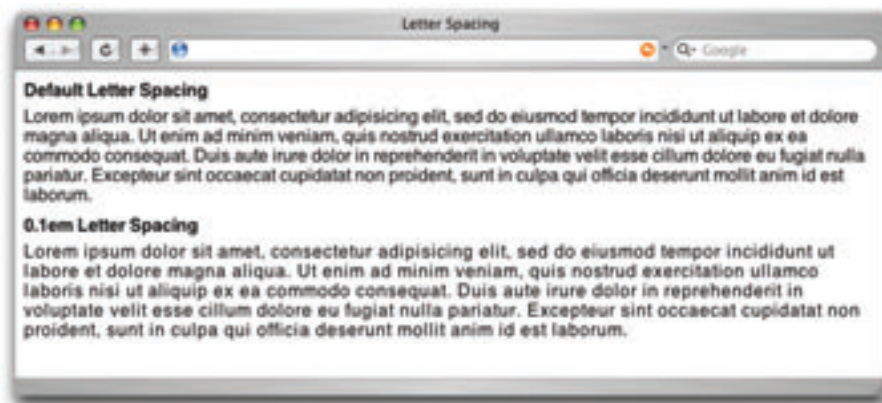 Letter Spacing
Google
Default Letter Spacing
Lorem ipsum dolor sit amet, consectetur adipisicing elit, sed do eiusmod tempor incididunt ut labore et dolore
magna aliqua. Ut enim ad minim veniam, quis nostrud exercitation ullamco laboris nisi ut aliquip ex ea
commodo consequat. Duis aute irure dolor in reprehenderit in voluptate velit esse cillum dolore eu fugiat nulla
pariatur. Excepteur sint occaecat cupidatat non proident, sunt in culpa qui officia deserunt mollit anim id est
laborum.
0.1em Letter Spacing
Lorem ipsum dolor sit amet, consectetur adipisicing elit, sed do eiusmod tempor incididunt ut
labore et dolore magna aliqua. Ut enim ad minim veniam, quis nostrud exercitation ullamco
laboris nisi ut aliquip ex ea commodo consequat. Duis aute irure dolor in reprehenderit in
voluptate velit esse cillum dolore eu fugiat nulla pariatur. Excepteur sint occaecat cupidatat non
proident, sunt in culpa qui officia deserunt mollit anim id est laborum.